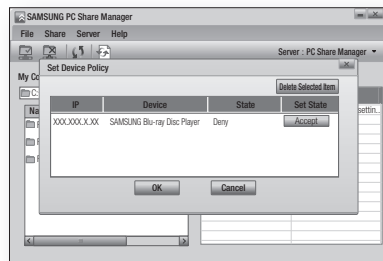 SAMSUNG PC Share Manager
File Share Server Help
Server : PC Share Manager
Set Device Policy
My Co
C:
Delete Selected Item
IP Device State Set State
Na
settin..
XXX.XXX.X.XX SAMSUNG Blu-ray Disc Player Deny Accept
OK Cancel